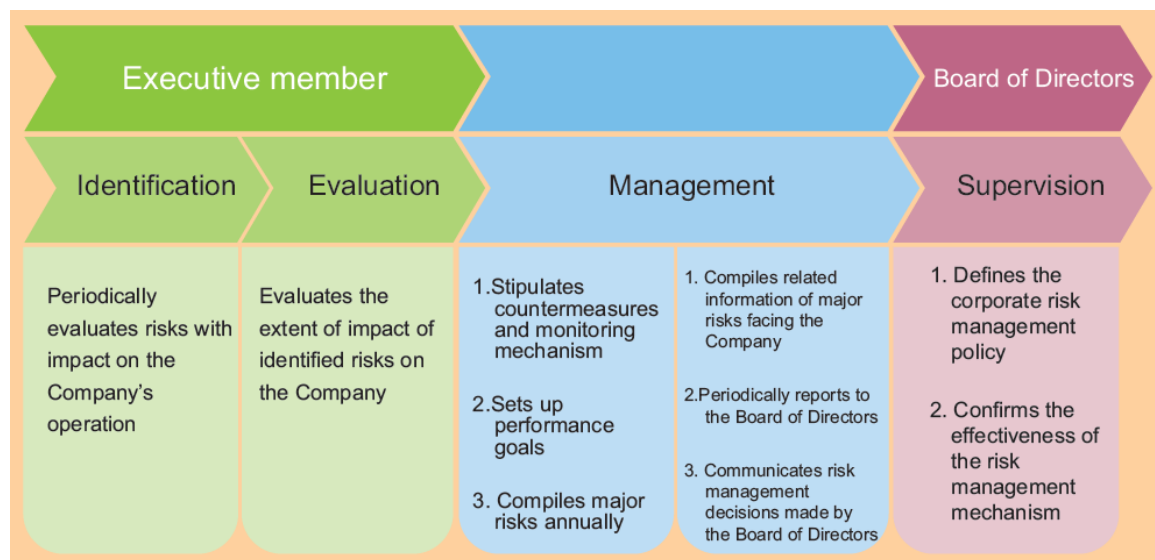 Executive member
Board of Directors
Identification
Evaluation
Management
Supervision
Periodically
evaluates risks with
impact on the
Company’s
operation
Evaluates the
extent of impact of
identified risks on
the Company
1.Stipulates
countermeasures
and monitoring
mechanism
2.Sets up
performance
goals
3. Compiles major
risks annually
1. Compiles related
information of major
risks facing the
Company
2.Periodically reports to
the Board of Directors
3. Communicates risk
management
decisions made by
the Board of Directors
1. Defines the
corporate risk
management
policy
2. Confirms the
effectiveness of
the risk
management
mechanism